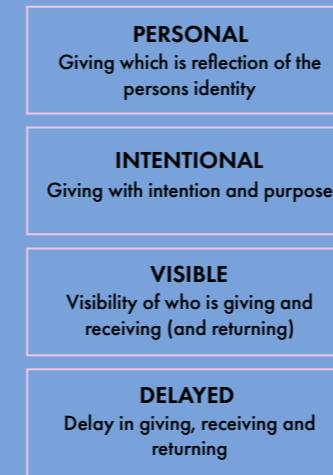 PERSONAL
Giving which is reflection of the
persons identity
INTENTIONAL
Giving with intention and purpose
VISIBLE
Visibility of who is giving and
receiving (and returning)
DELAYED
Delay in giving, receiving and
returning